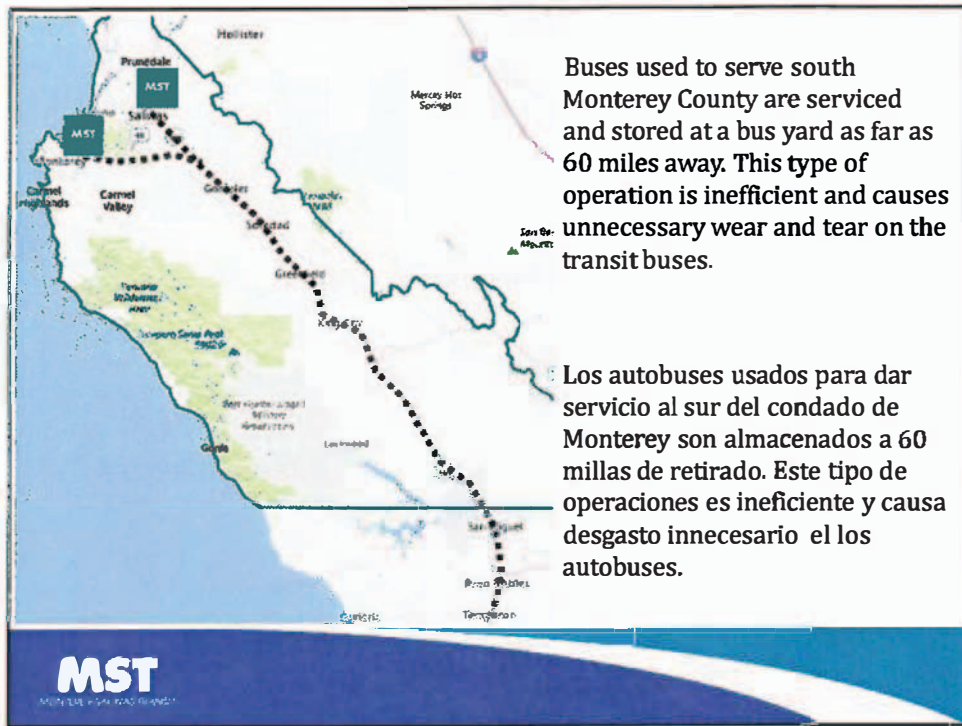 Hollister
Prunedale
MST
Mercey Hot
Springs
Salinas
MST
Monterey
Carmel
Highlands
Carmel
Valley
Gonzales
Soledad
Greenfield
King City
San Miguel
Paso Robles
Templeton
Buses used to serve south
Monterey County are serviced
and stored at a bus yard as far as
60 miles away. This type of
operation is inefficient and causes
unnecessary wear and tear on the
transit buses.
Los autobuses usados para dar
servicio al sur del condado de
Monterey son almacenados a 60
millas de retirado. Este tipo de
operaciones es ineficiente y causa
desgasto innecesario el los
autobuses.
MST